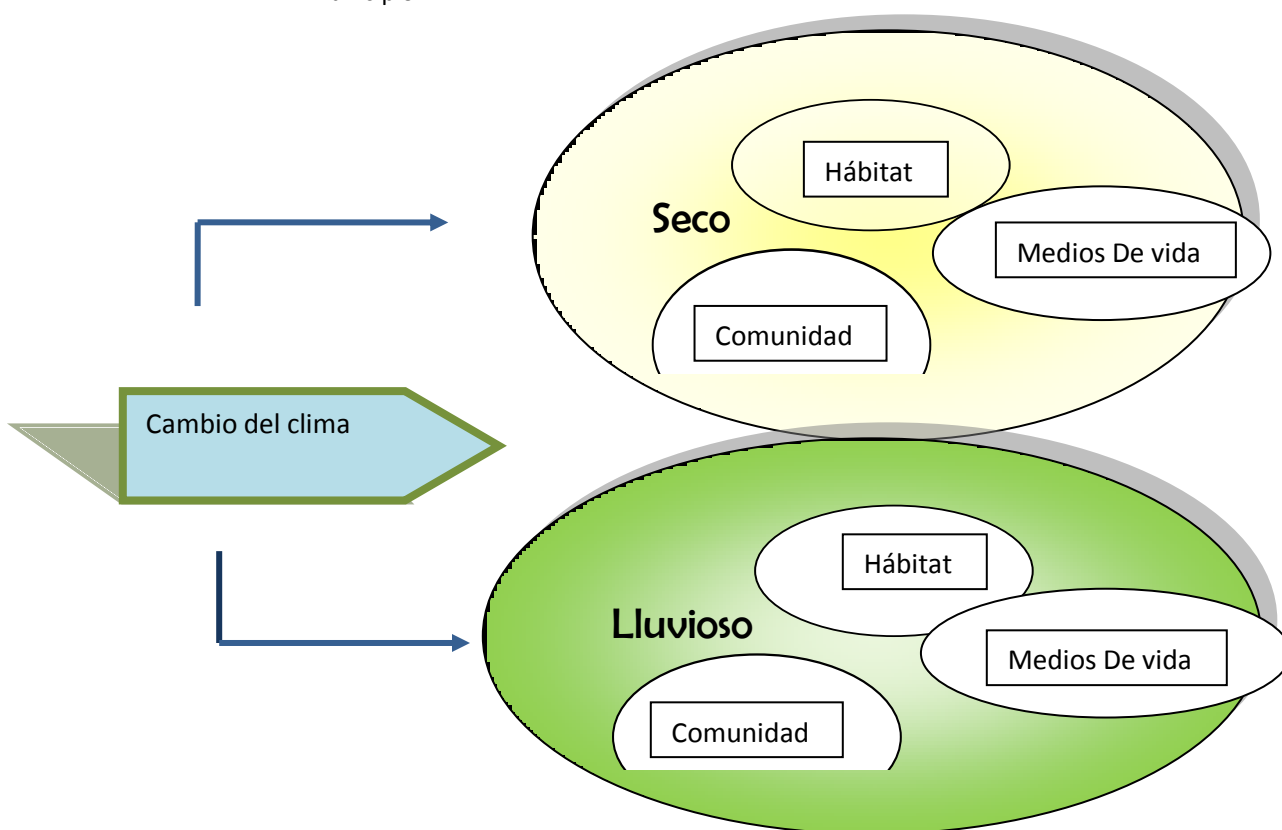 Hábitat
Seco
Medios De vida
Comunidad
Cambio del clima
Hábitat
Lluvioso
Medios De vida
Comunidad